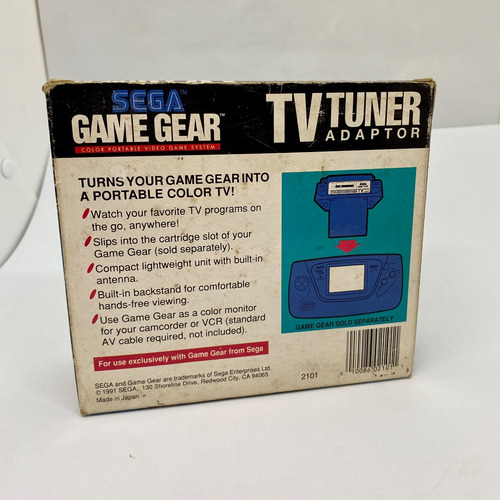 SEGA
GAME GEAR™
COLOR PORTABLE VIDEO GAME SYSTEM
TV TUNER
ADAPTOR
TURNS YOUR GAME GEAR INTO
A PORTABLE COLOR TV!
Watch your favorite TV programs on
the go, anywhere!
Slips into the cartridge slot of your
Game Gear (sold separately).
Compact lightweight unit with built-in
antenna.
Built-in backstand for comfortable
hands-free viewing.
Use Game Gear as a color monitor
for your camcorder or VCR (standard
AV cable required, not included).
For use exclusively with Game Gear from Sega
SEGA and Game Gear are trademarks of Sega Enterprises Ltd.
© 1991 SEGA, 130 Shoreline Drive, Redwood City, CA 94065
Made in Japan
SEGA
GAME GEAR SOLD SEPARATELY
2101
0 10086 02101